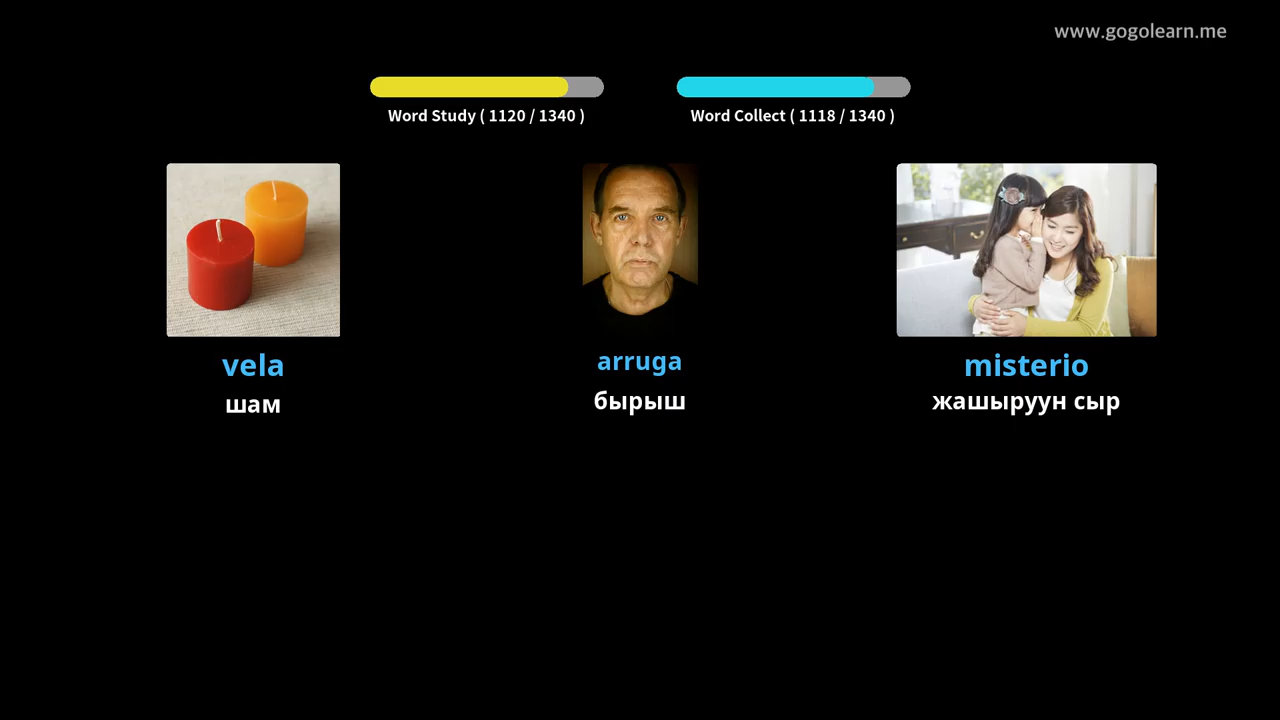 www.gogolearn.me
Word Study ( 1120 / 1340 )
Word Collect ( 1118 / 1340 )
vela
шам
arruga
бырыш
misterio
жашыруун сыр